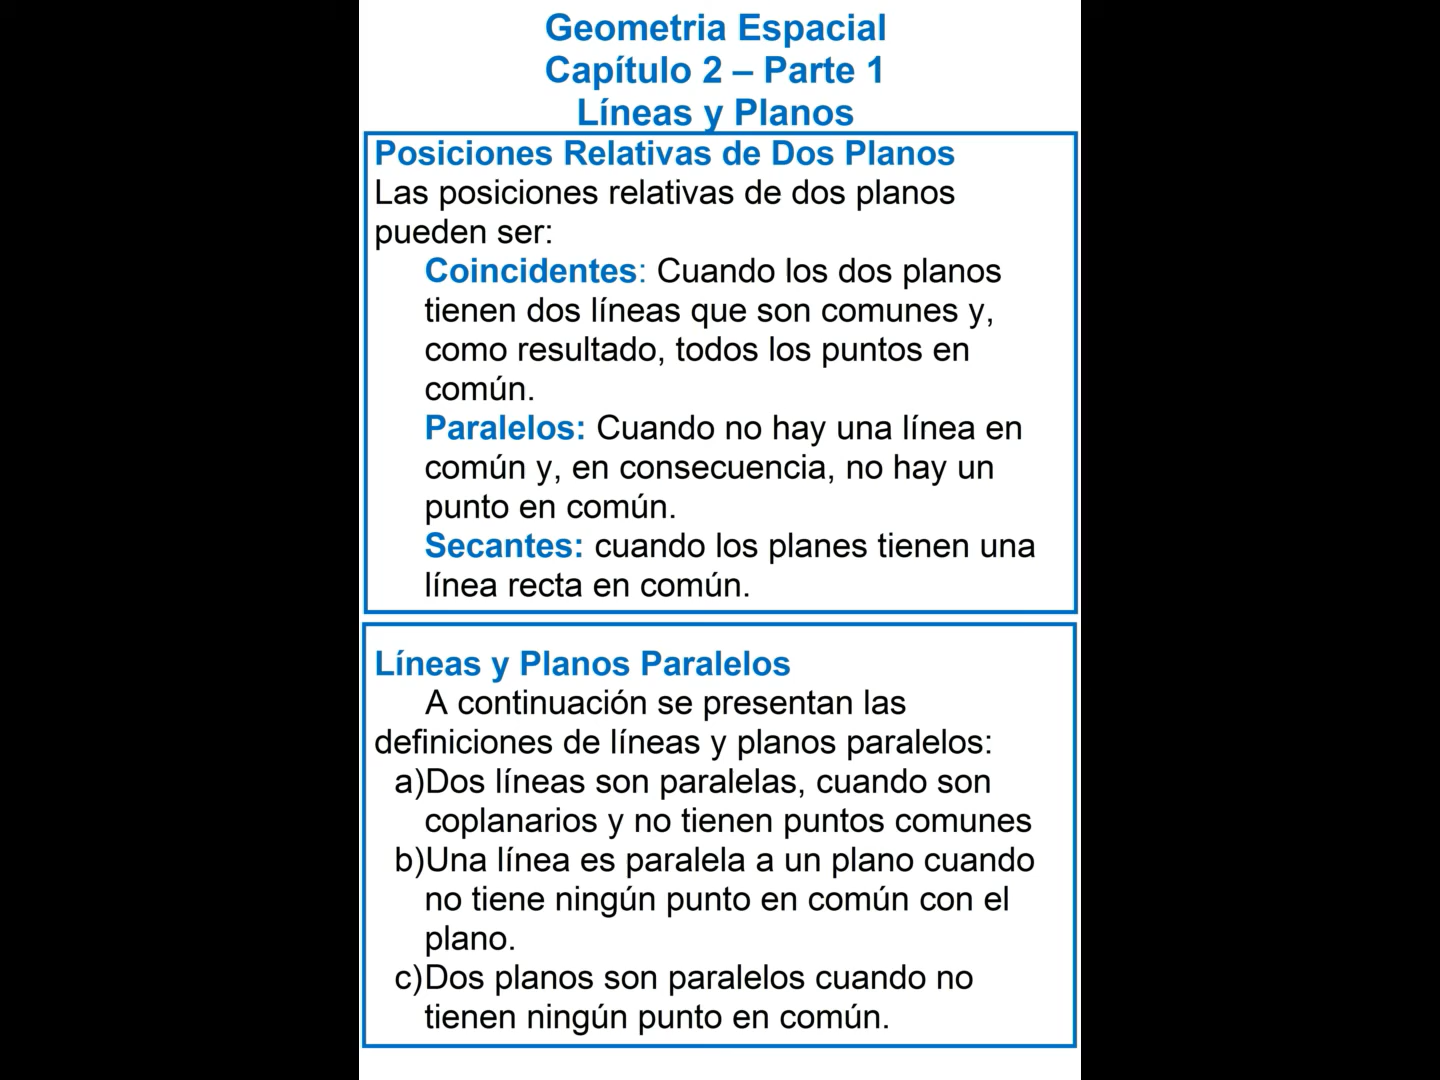 Geometria Espacial
Capítulo 2 – Parte 1
Líneas y Planos
Posiciones Relativas de Dos Planos
Las posiciones relativas de dos planos
pueden ser:
Coincidentes: Cuando los dos planos
tienen dos líneas que son comunes y,
como resultado, todos los puntos en
común.
Paralelos: Cuando no hay una línea en
común y, en consecuencia, no hay un
punto en común.
Secantes: cuando los planes tienen una
línea recta en común.
Líneas y Planos Paralelos
A continuación se presentan las
definiciones de líneas y planos paralelos:
a)Dos líneas son paralelas, cuando son
coplanarios y no tienen puntos comunes
b)Una línea es paralela a un plano cuando
no tiene ningún punto en común con el
plano.
c)Dos planos son paralelos cuando no
tienen ningún punto en común.